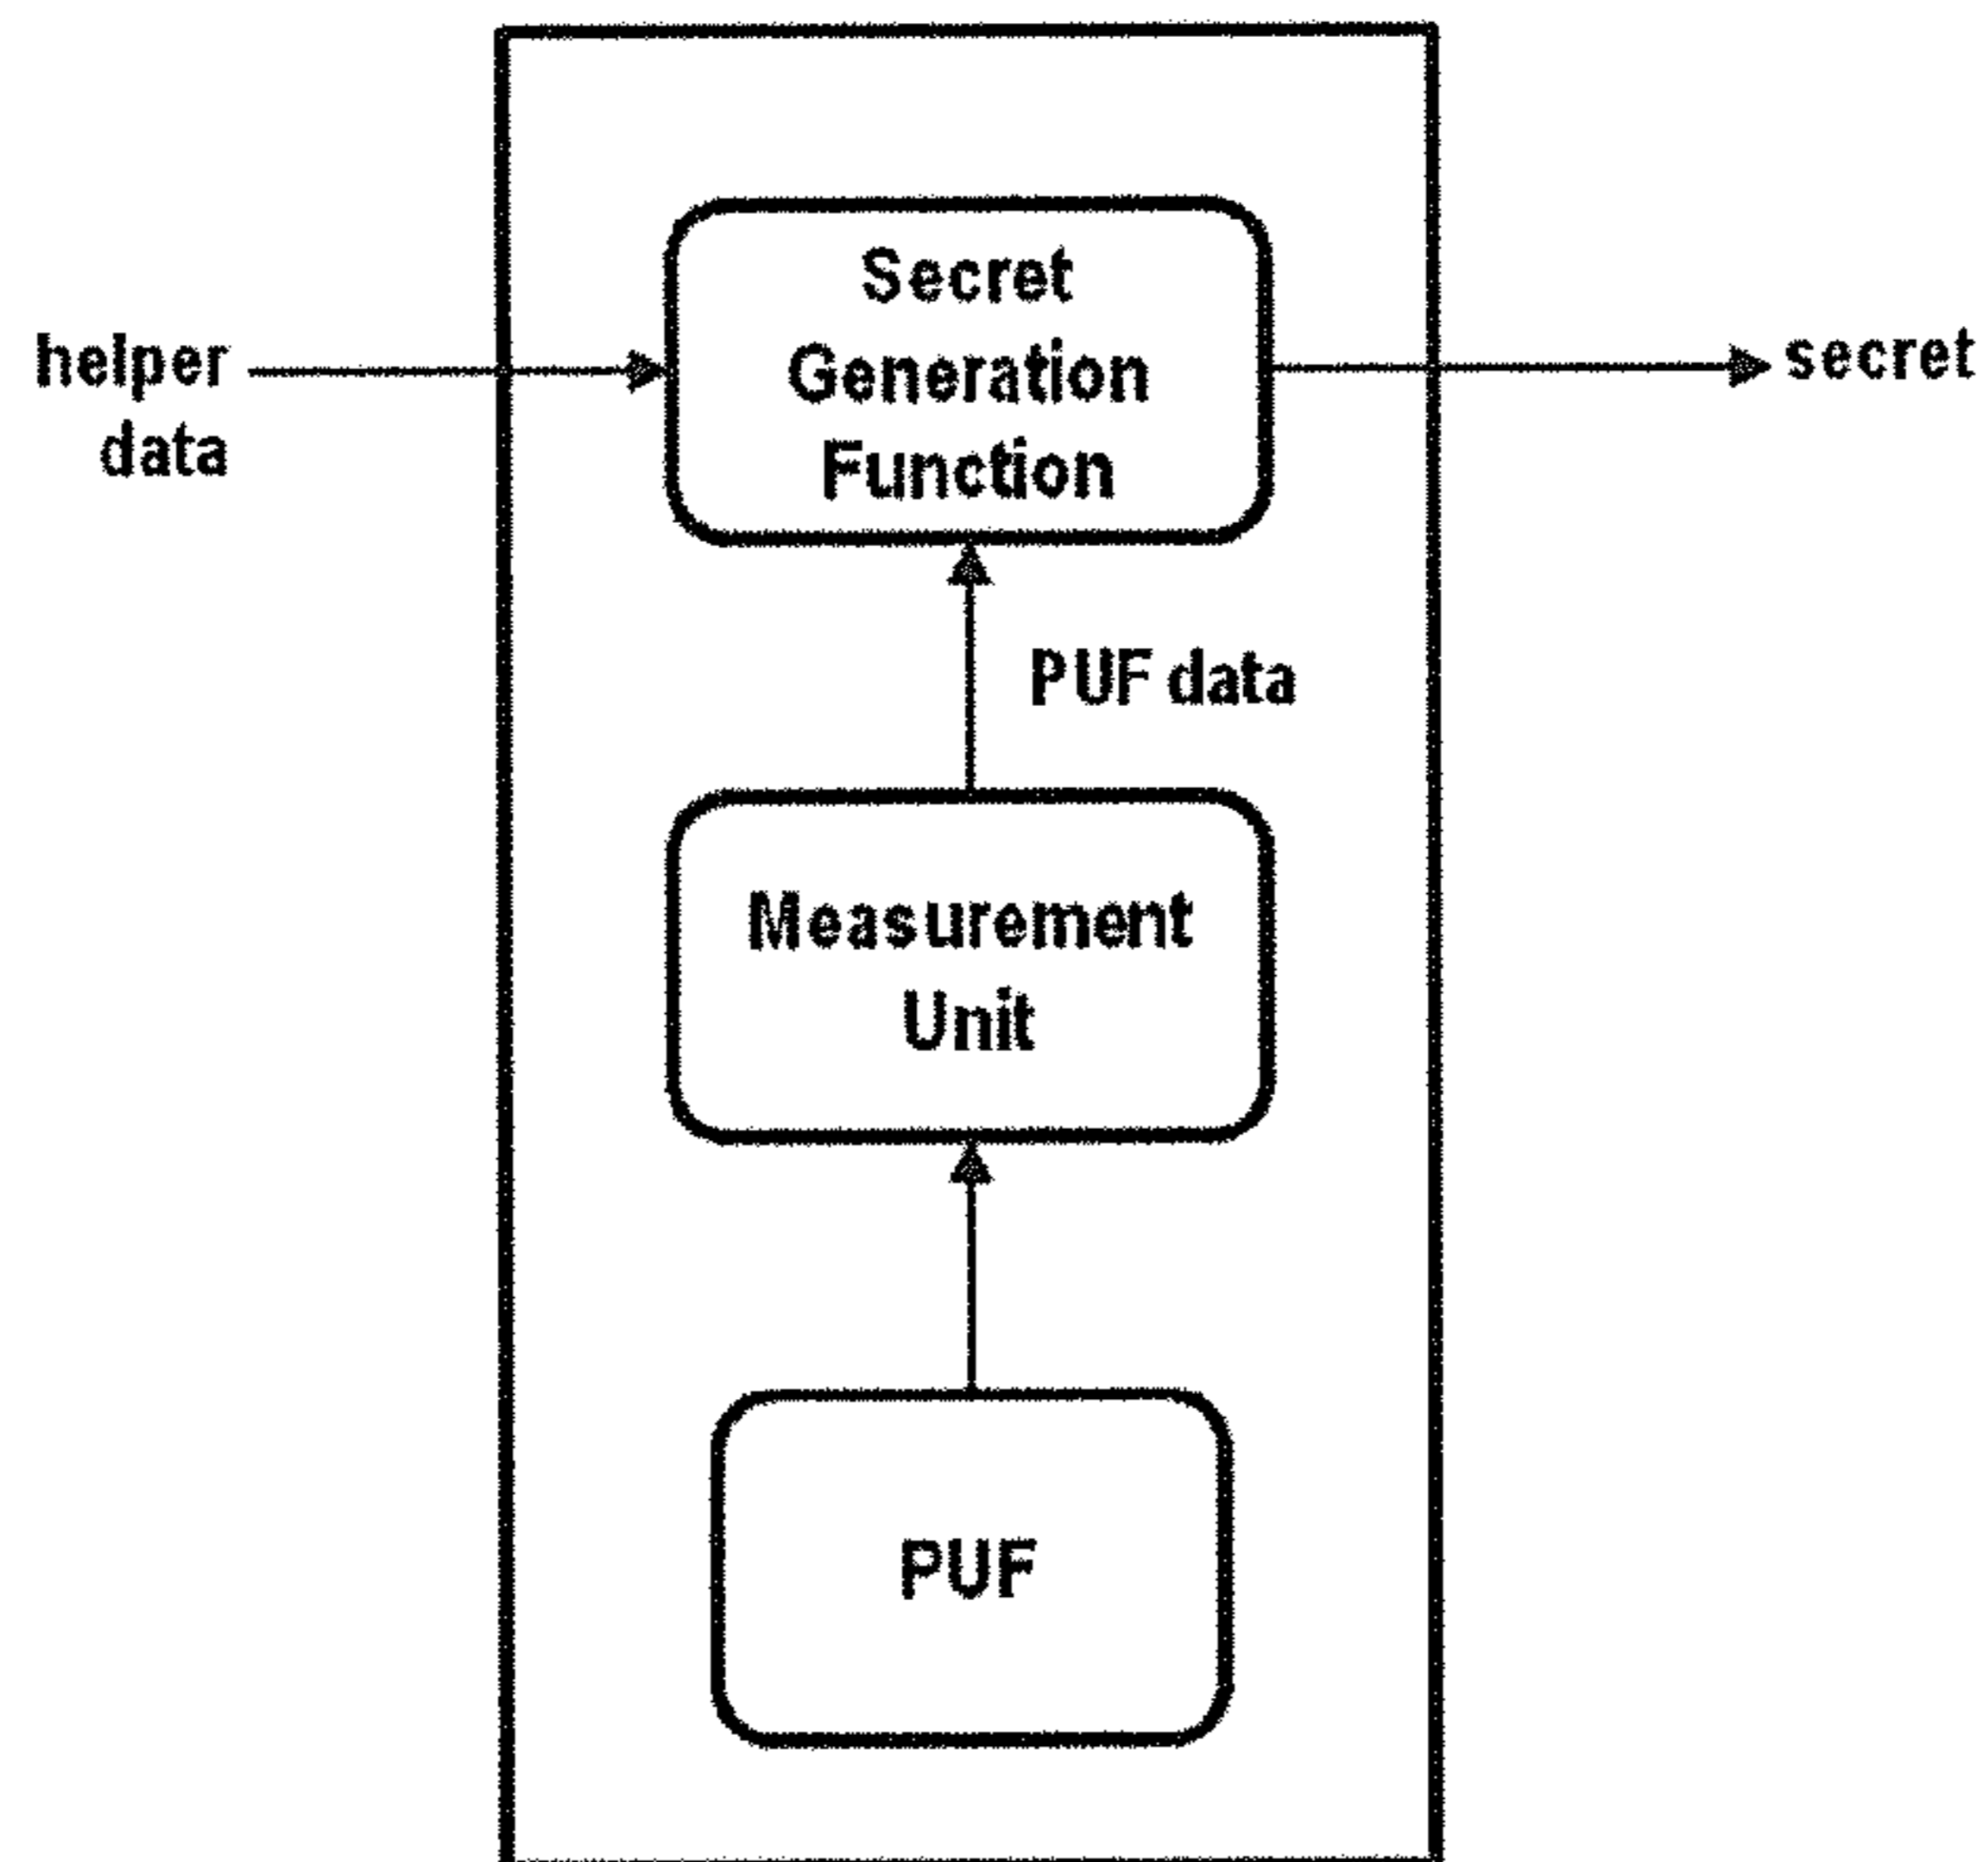 Secret
Generation
Function
helper
data
secret
PUF data
Measurement
Unit
PUF